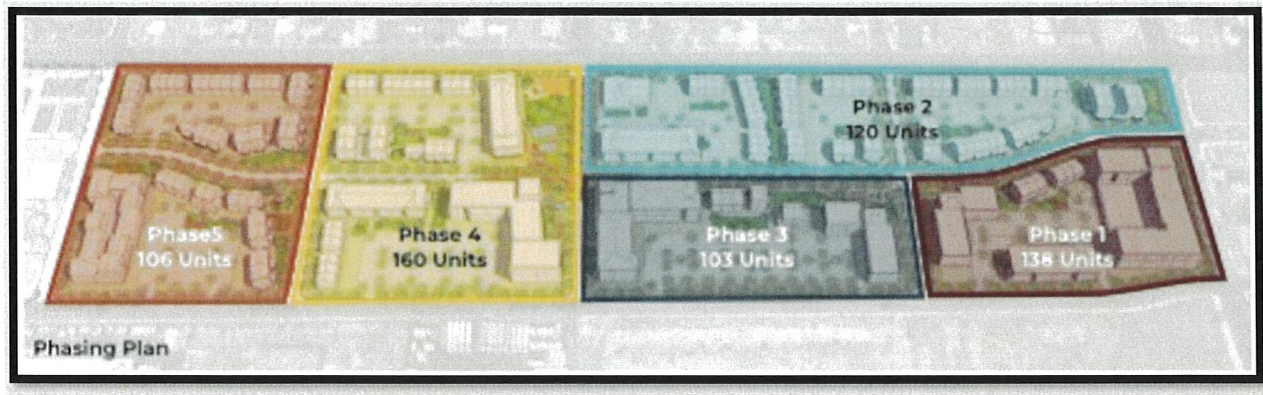 Phase 2
120 Units
Phase5
106 Units
Phase 4
160 Units
Phase 3
103 Units
Phase 1
138 Units
Phasing Plan